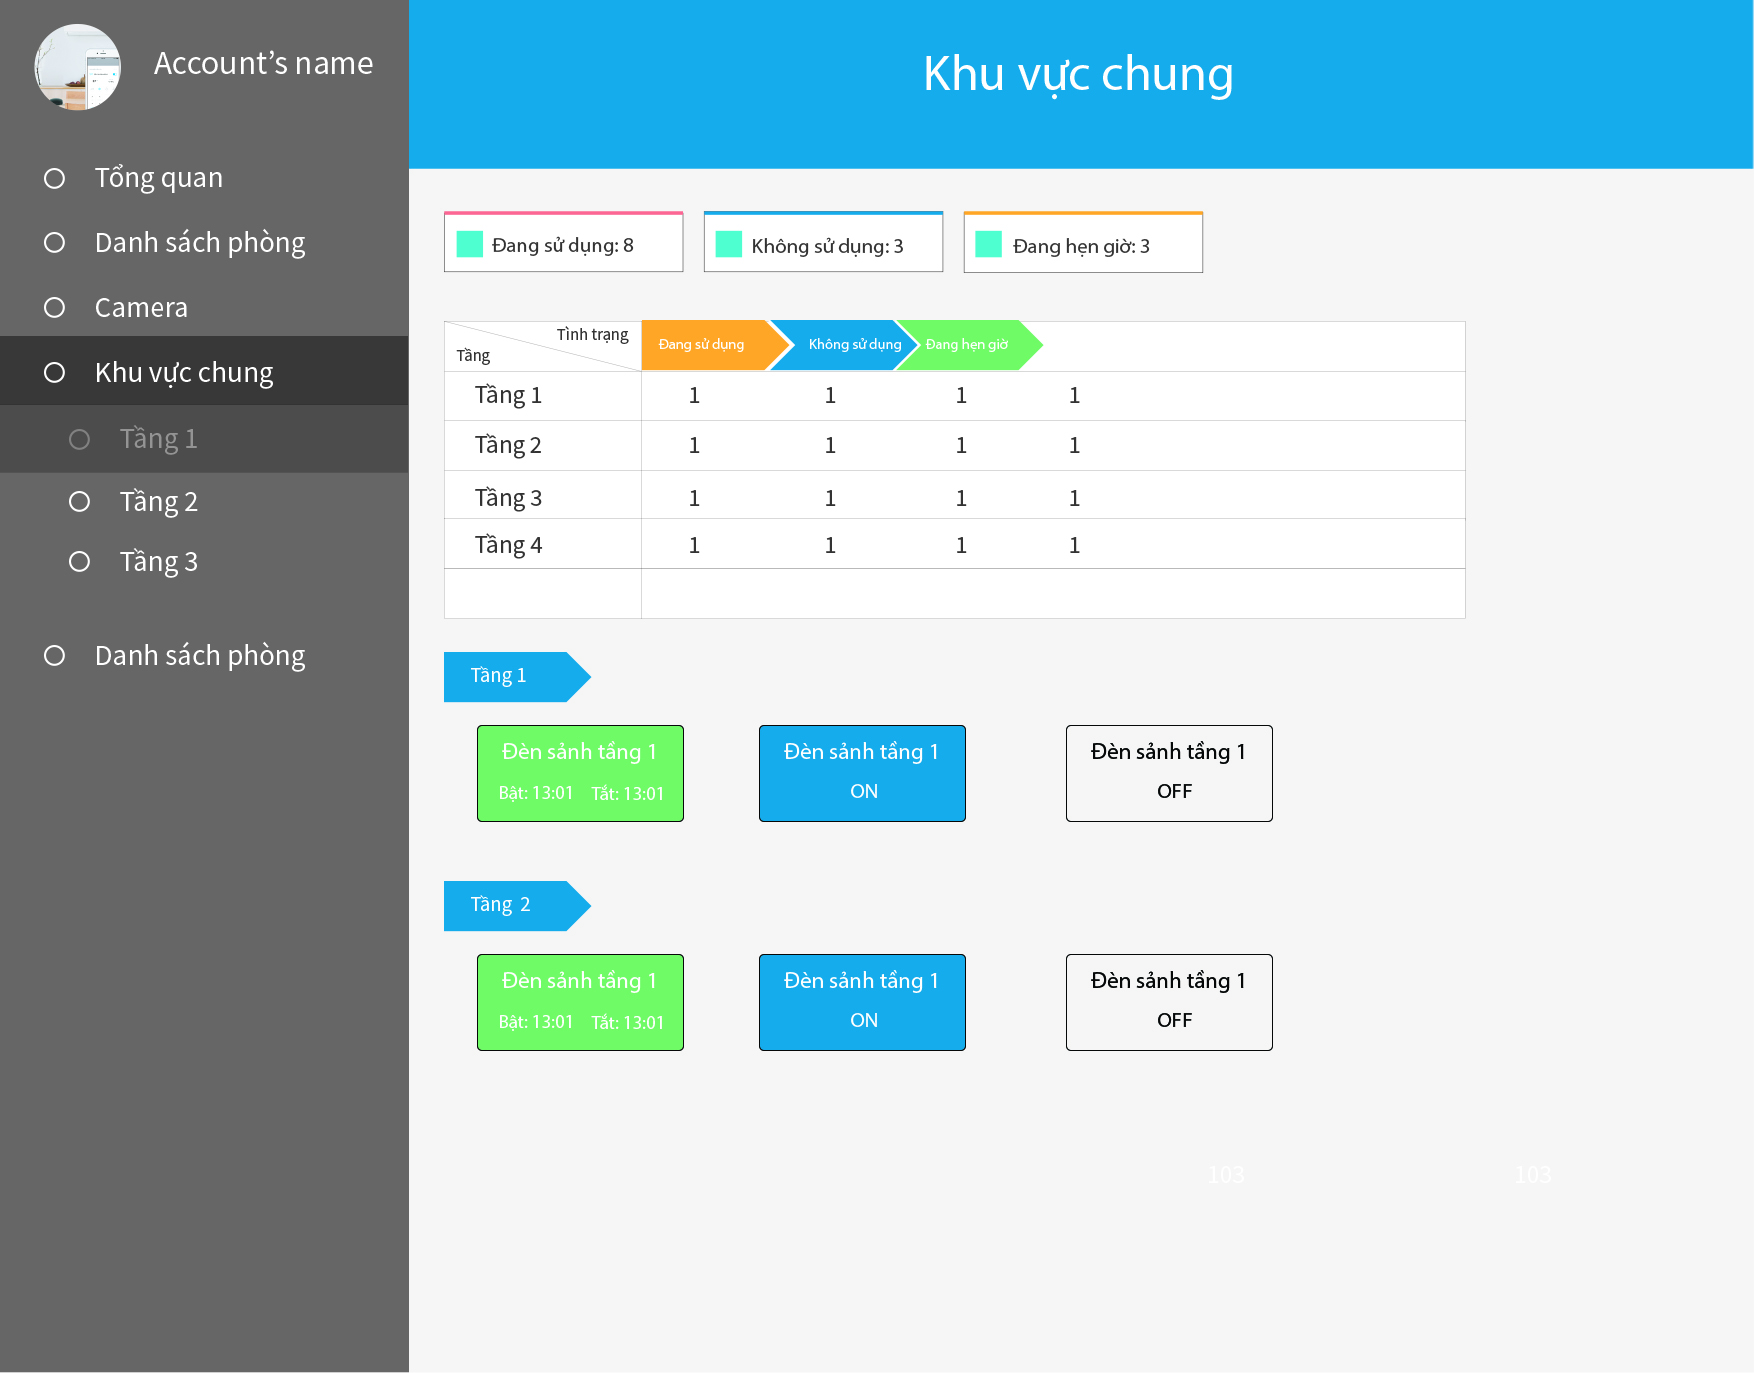 Account's name
Tổng quan
Danh sách phòng
Camera
Khu vực chung
Tầng 1
Tầng 2
Tầng 3
Danh sách phòng
Khu vực chung
Đang sử dụng: 8
Không sử dụng: 3
Đang hẹn giờ: 3
Tình trạng
Tầng
Đang sử dụng
Không sử dụng
Đang hẹn giờ
Tầng 1 1 1 1 1
Tầng 2 1 1 1 1
Tầng 3 1 1 1 1
Tầng 4 1 1 1 1
Tầng 1
Đèn sảnh tầng 1
Bật: 13:01 Tắt: 13:01
Đèn sảnh tầng 1
ON
Đèn sảnh tầng 1
OFF
Tầng 2
Đèn sảnh tầng 1
Bật: 13:01 Tắt: 13:01
Đèn sảnh tầng 1
ON
Đèn sảnh tầng 1
OFF
103 103